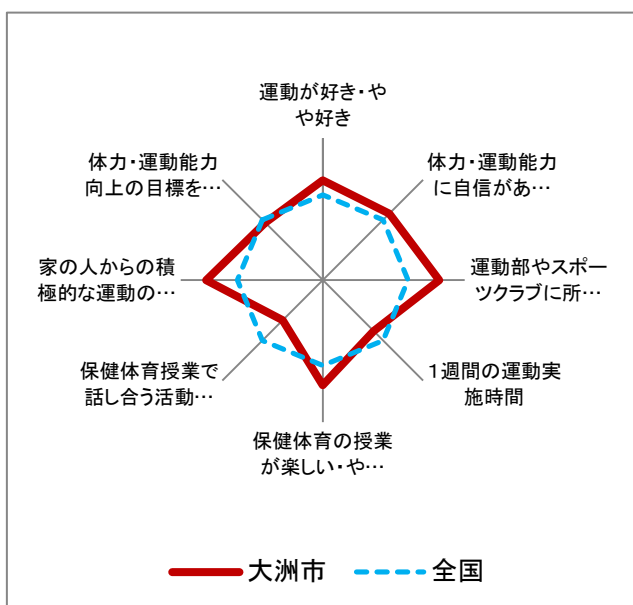 運動が好き・や
や好き
体力・運動能力
向上の目標を…
体力・運動能力
に自信があ…
家の人からの積
極的な運動の…
運動部やスポー
ツクラブに所…
保健体育授業で
話し合う活動…
１週間の運動実
施時間
保健体育の授業
が楽しい・や…
大洲市
全国